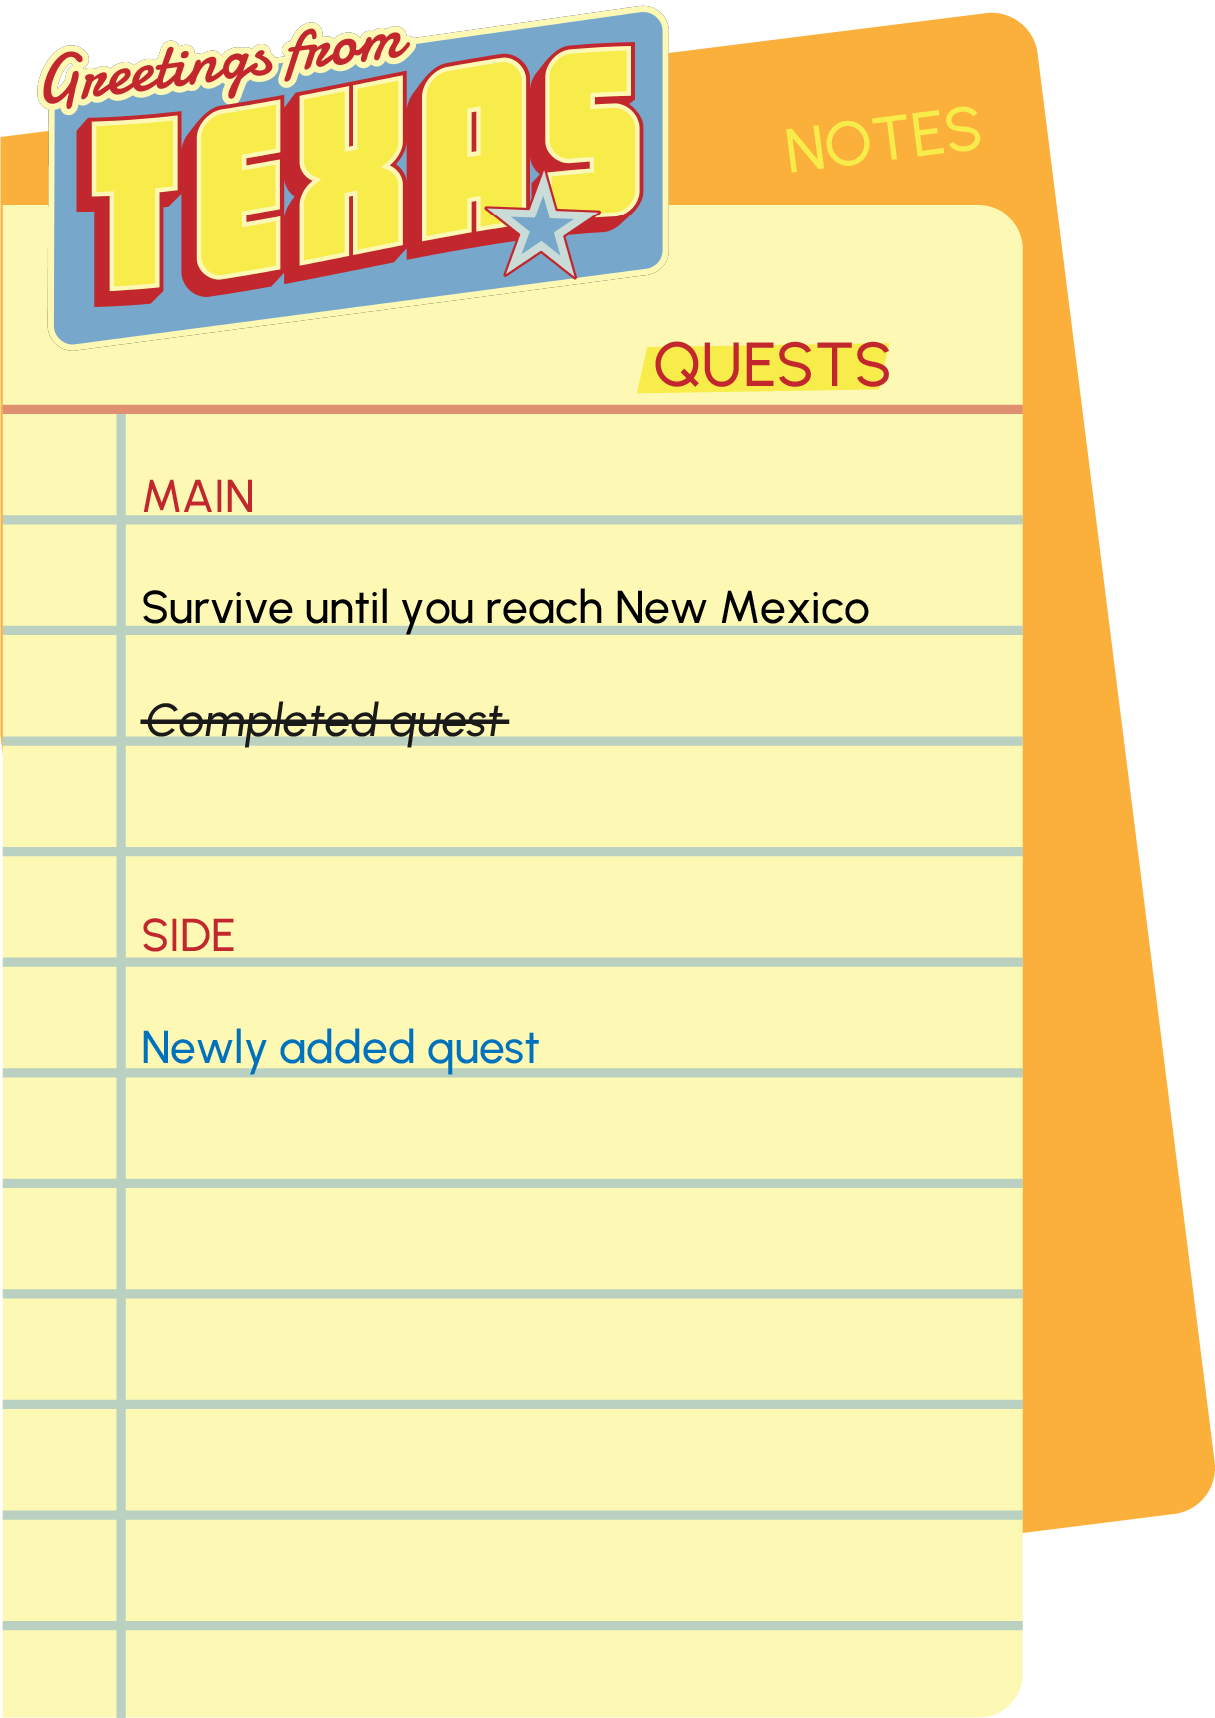 Greetings from
TEXAS
NOTES
QUESTS
MAIN
Survive until you reach New Mexico
Completed quest
SIDE
Newly added quest